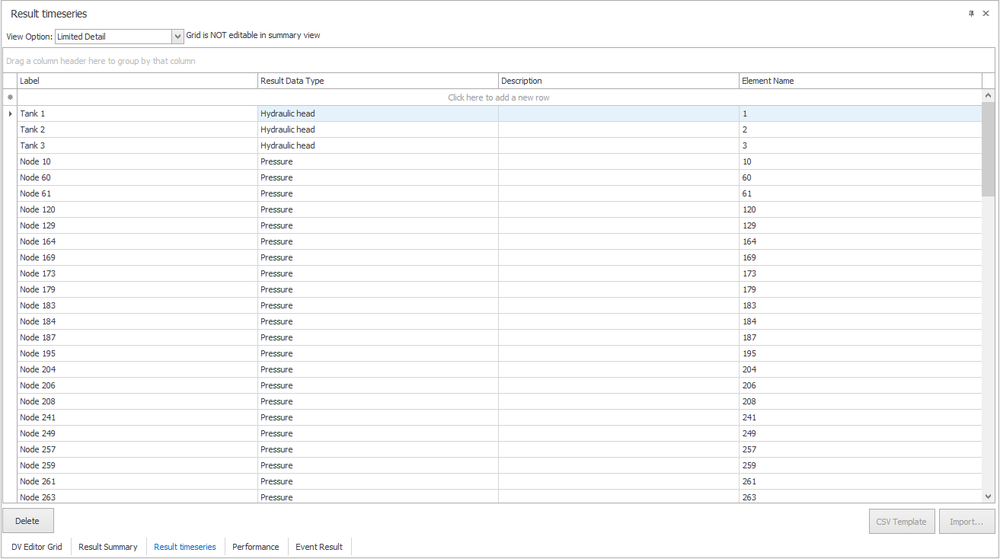 Result timeseries
View Option: Limited Detail Grid is NOT editable in summary view
Drag a column header here to group by that column
Label Result Data Type Description Element Name
Click here to add a new row
Tank 1 Hydraulic head 1
Tank 2 Hydraulic head 2
Tank 3 Hydraulic head 3
Node 10 Pressure 10
Node 60 Pressure 60
Node 61 Pressure 61
Node 120 Pressure 120
Node 129 Pressure 129
Node 164 Pressure 164
Node 169 Pressure 169
Node 173 Pressure 173
Node 179 Pressure 179
Node 183 Pressure 183
Node 184 Pressure 184
Node 187 Pressure 187
Node 195 Pressure 195
Node 204 Pressure 204
Node 206 Pressure 206
Node 208 Pressure 208
Node 241 Pressure 241
Node 249 Pressure 249
Node 257 Pressure 257
Node 259 Pressure 259
Node 261 Pressure 261
Node 263 Pressure 263
Delete CSV Template Import...
DV Editor Grid Result Summary Result timeseries Performance Event Result